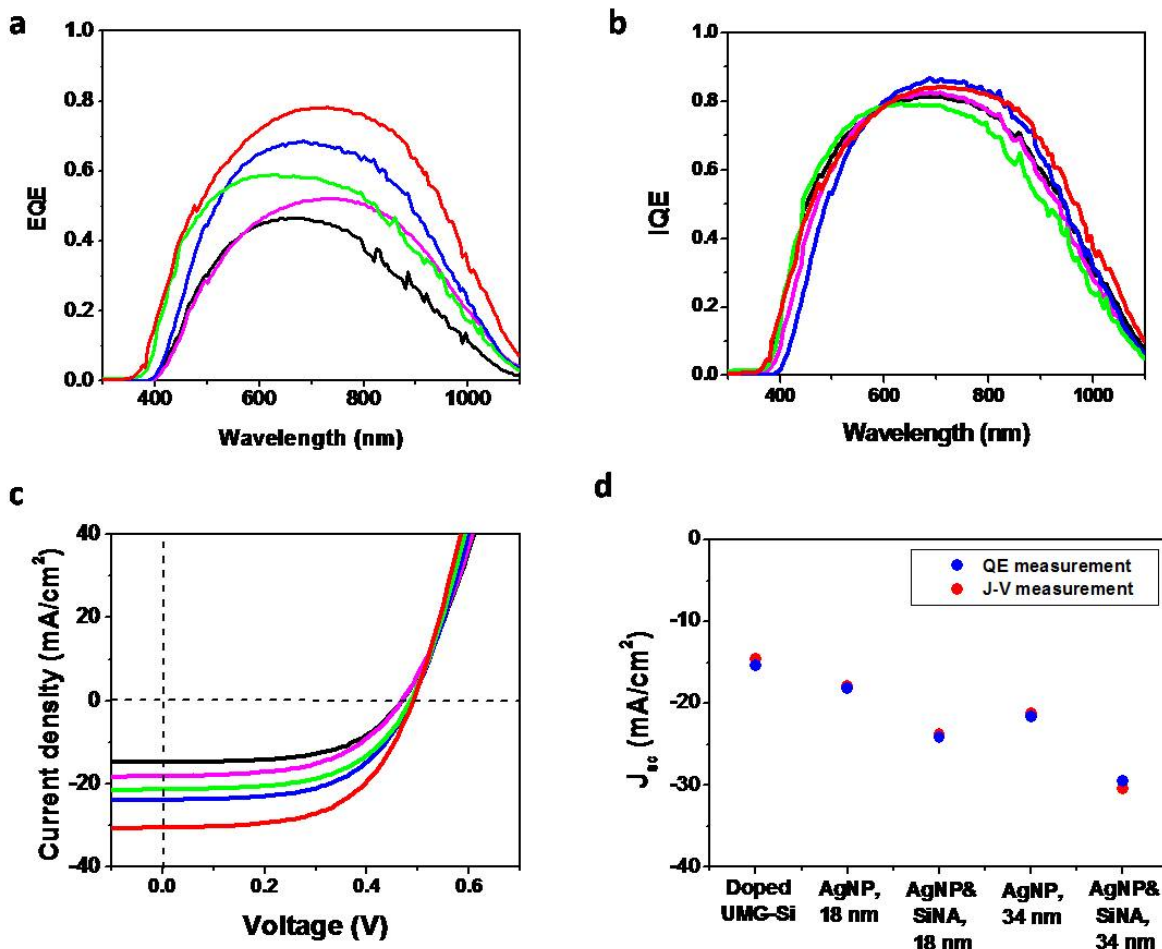 a
1.0
0.8
0.6
0.4
0.2
0.0
EQE
400
600
800
1000
Wavelength (nm)
b
1.0
0.8
0.6
0.4
0.2
0.0
IQE
400
600
800
1000
Wavelength (nm)
c
40
20
0
-20
-40
Current density (mA/cm²)
0.0
0.2
0.4
0.6
Voltage (V)
d
0
-10
-20
-30
-40
J_sc (mA/cm²)
QE measurement
J-V measurement
Doped
UMG-Si
AgNP,
18 nm
AgNP&
SiNA,
18 nm
AgNP,
34 nm
AgNP&
SiNA,
34 nm